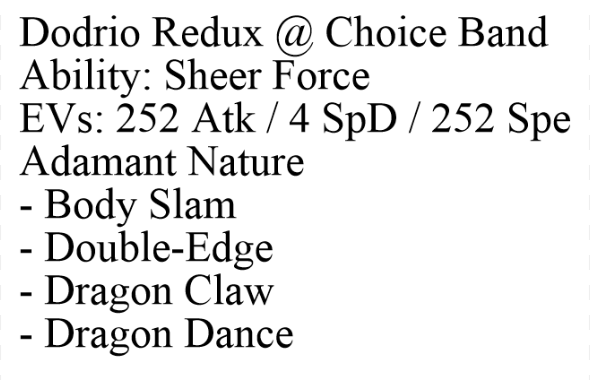 Dodrio Redux @ Choice Band
Ability: Sheer Force
EVs: 252 Atk / 4 SpD / 252 Spe
Adamant Nature
- Body Slam
- Double-Edge
- Dragon Claw
- Dragon Dance